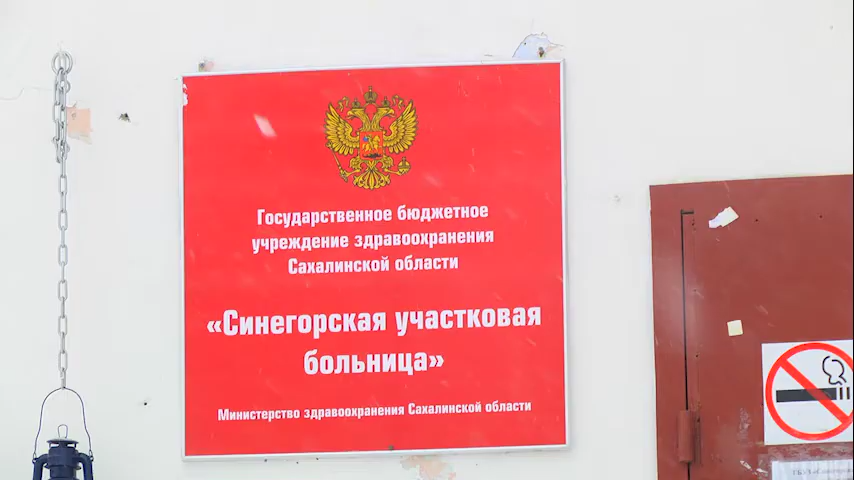 Государственное бюджетное
учреждение здравоохранения
Сахалинской области
«Синегорская участковая
больница»
Министерство здравоохранения Сахалинской области